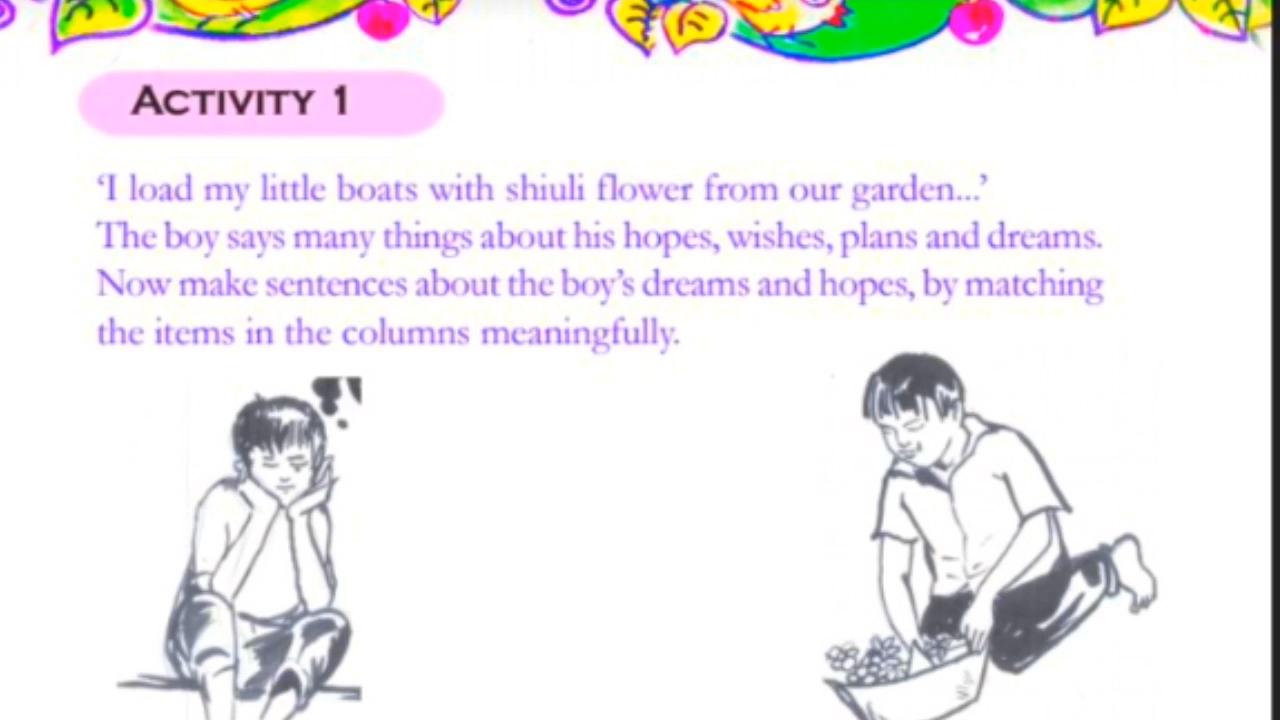 ACTIVITY 1
‘I load my little boats with shiuli flower from our garden...’
The boy says many things about his hopes, wishes, plans and dreams.
Now make sentences about the boy’s dreams and hopes, by matching
the items in the columns meaningfully.